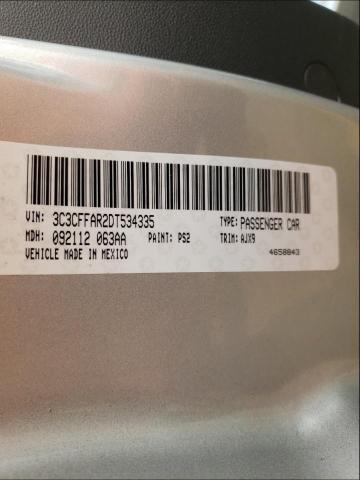 VIN: 3C3CFFAR2DT534335 TYPE: PASSENGER CAR
MDH: 092112 063AA PAINT: PS2 TRIM: AJX9
VEHICLE MADE IN MEXICO 4658843